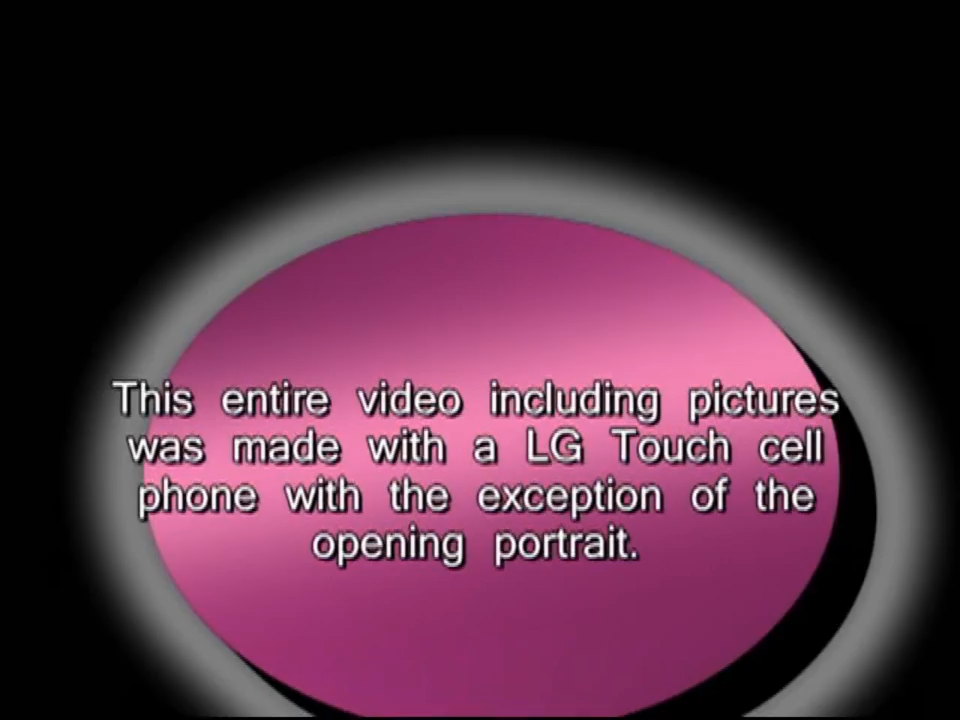 This entire video including pictures
was made with a LG Touch cell
phone with the exception of the
opening portrait.